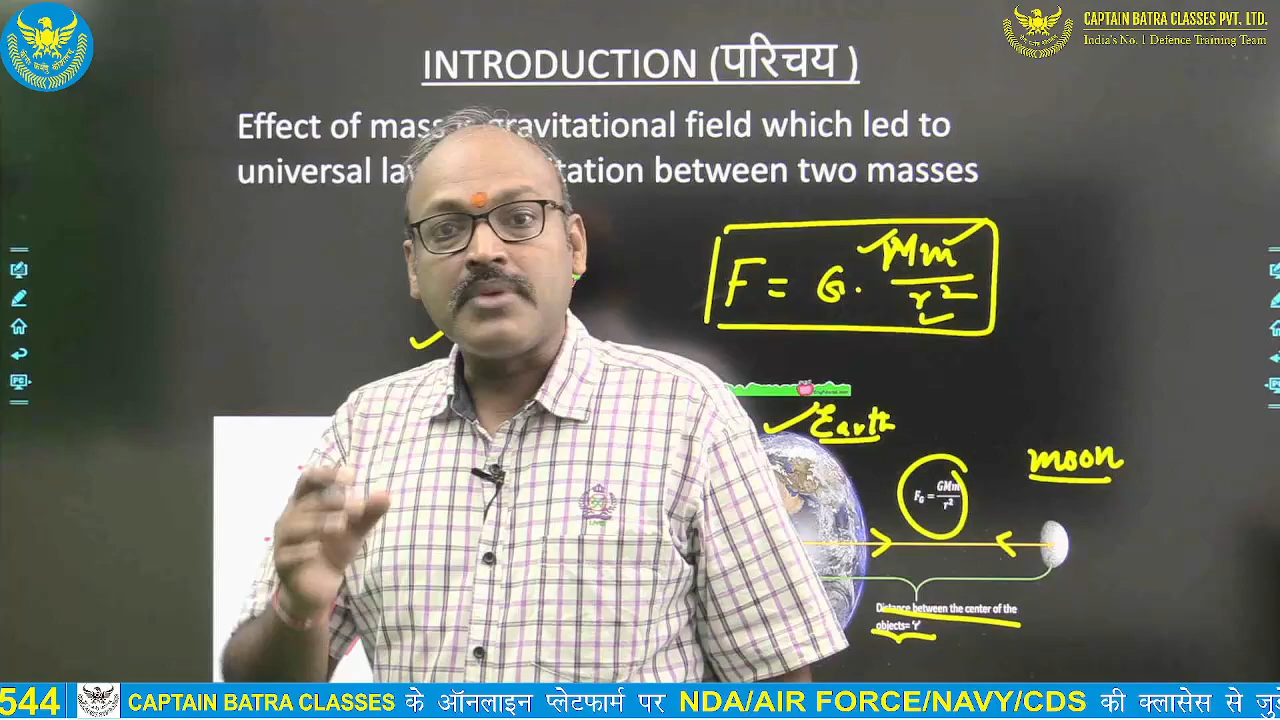 CAPTAIN BATRA CLASSES PVT. LTD.
India's No. 1 Defence Training Team
INTRODUCTION (परिचय )
Effect of mass gravitational field which led to
universal between two masses
F = G. Mm/r²
Earth
moon
F_G = GMm/r²
Distance between the center of the
objects= 'r'
544 CAPTAIN BATRA CLASSES के ऑनलाइन प्लेटफार्म पर NDA/AIR FORCE/NAVY/CDS की क्लासेस से